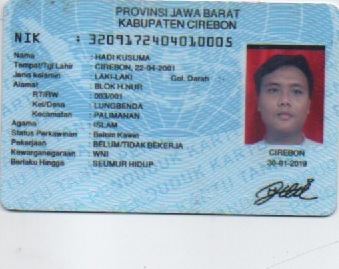 PROVINSI JAWA BARAT
KABUPATEN CIREBON
NIK : 3209172404010005
Nama : HADI KUSUMA
Tempat/Tgl Lahir : CIREBON, 22-04-2001
Jenis kelamin : LAKI-LAKI Gol. Darah
Alamat : BLOK H.NUR
RT/RW : 003/001
Kel/Desa : LUNGBENDA
Kecamatan : PALIMANAN
Agama : ISLAM
Status Perkawinan : Belum Kawin
Pekerjaan : BELUM/TIDAK BEKERJA
Kewarganegaraan : WNI
Berlaku Hingga : SEUMUR HIDUP
CIREBON
30-01-2019